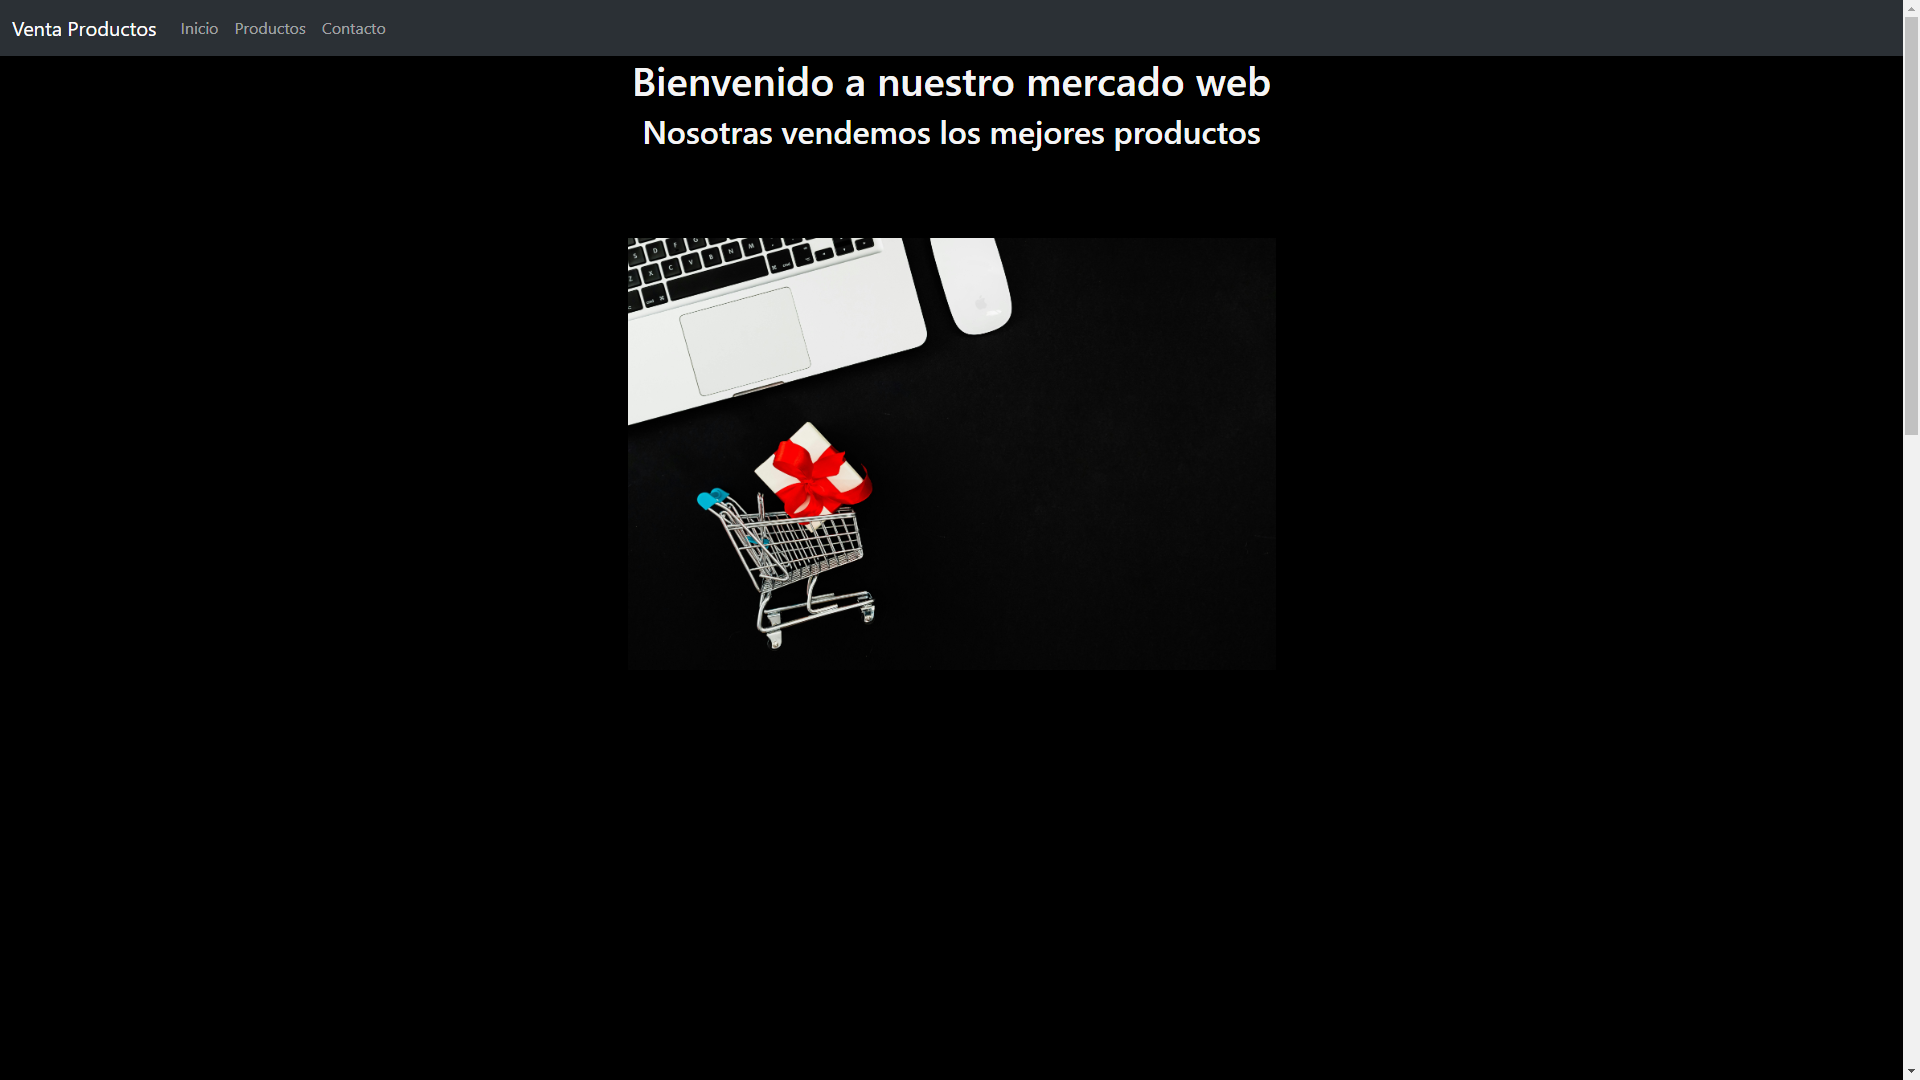 Venta Productos Inicio Productos Contacto
Bienvenido a nuestro mercado web
Nosotras vendemos los mejores productos